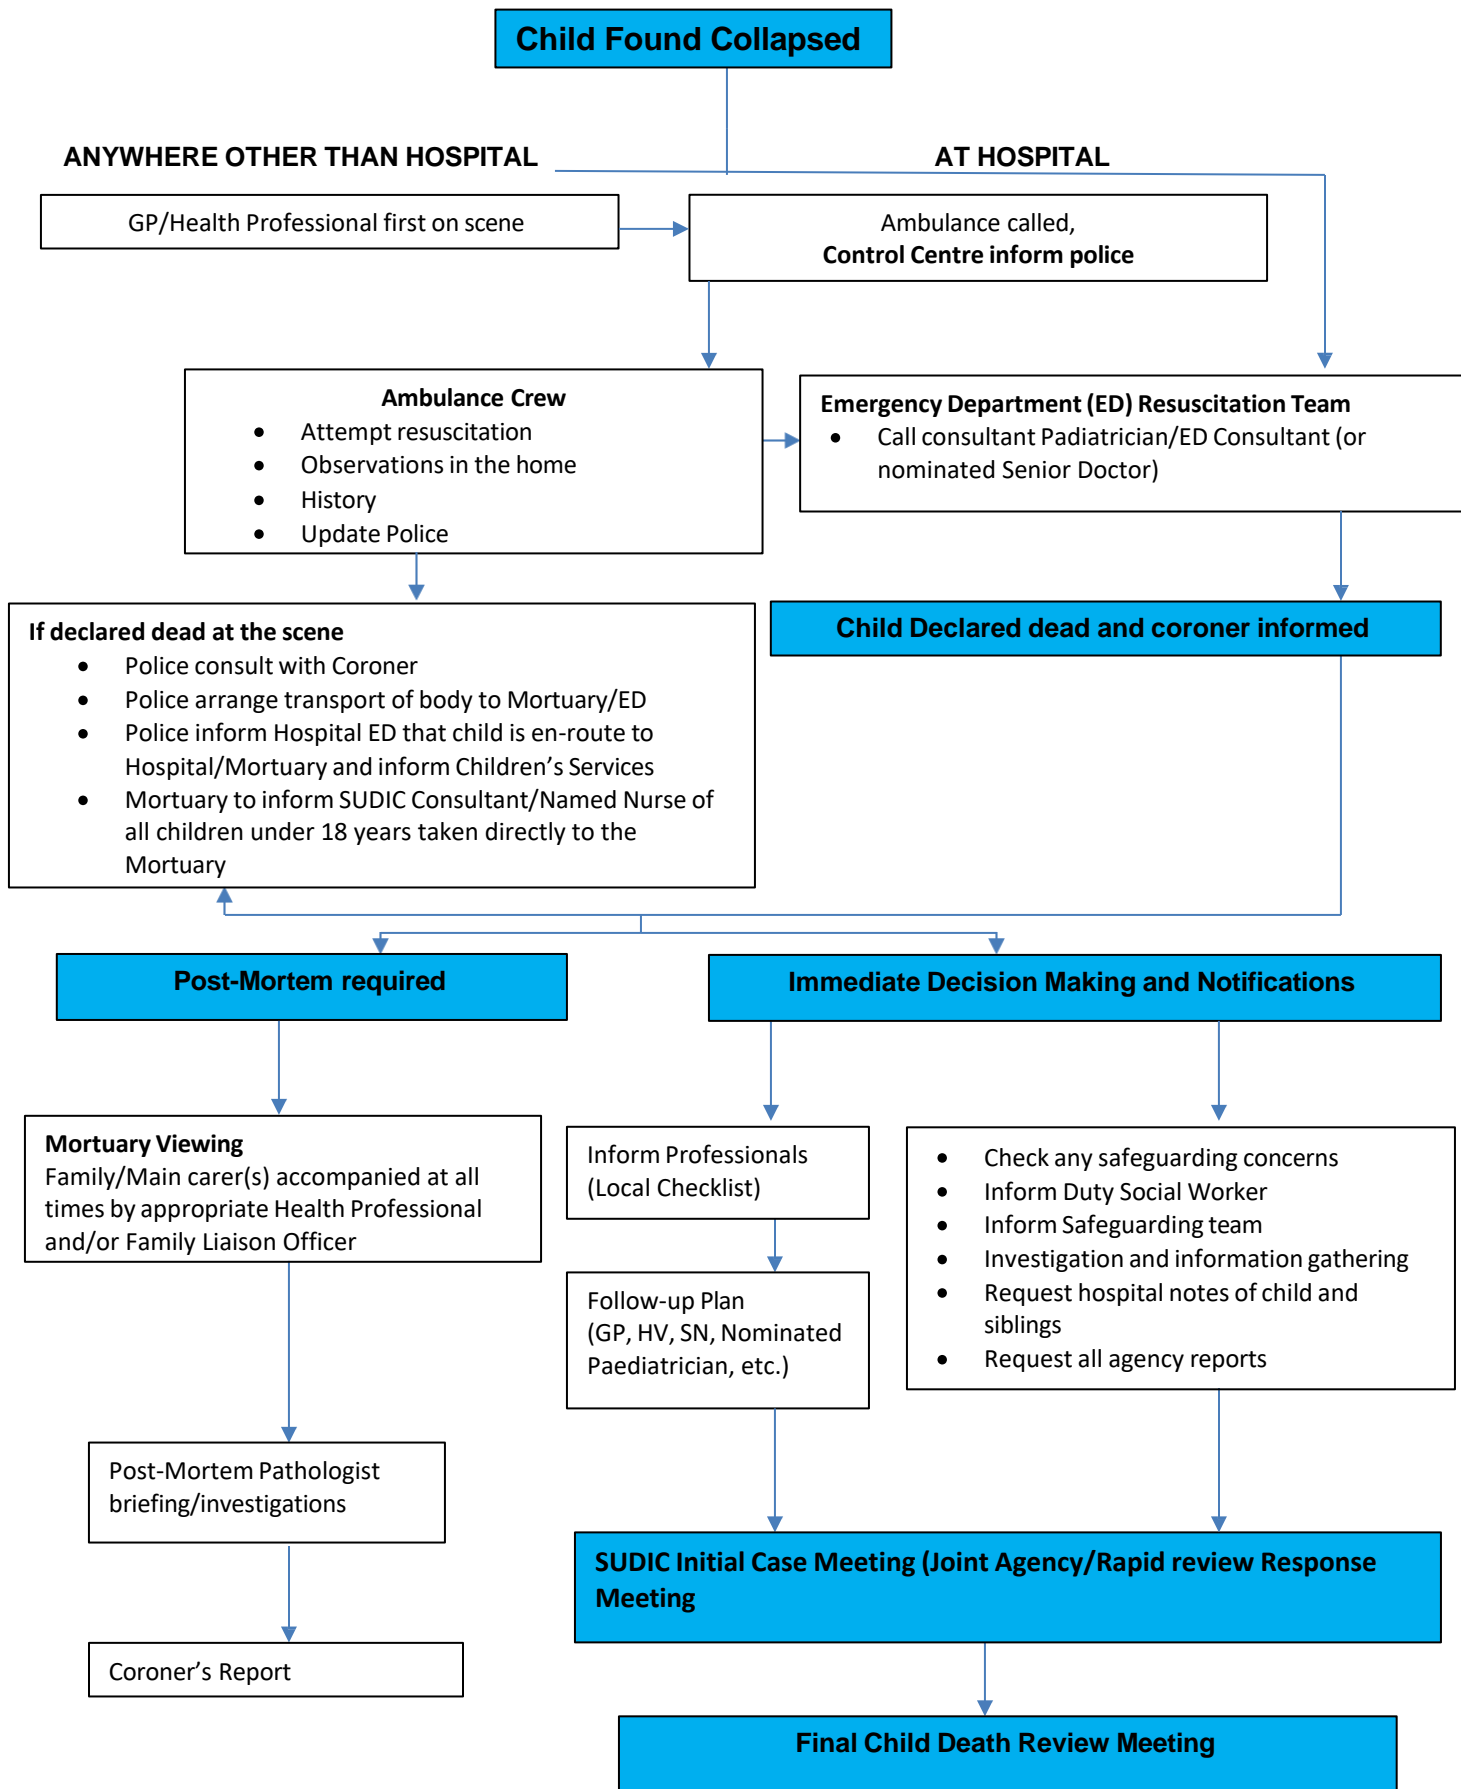 Child Found Collapsed
ANYWHERE OTHER THAN HOSPITAL
AT HOSPITAL
GP/Health Professional first on scene
Ambulance called,
Control Centre inform police
Ambulance Crew
• Attempt resuscitation
• Observations in the home
• History
• Update Police
Emergency Department (ED) Resuscitation Team
• Call consultant Padiatrician/ED Consultant (or
nominated Senior Doctor)
If declared dead at the scene
• Police consult with Coroner
• Police arrange transport of body to Mortuary/ED
• Police inform Hospital ED that child is en-route to
Hospital/Mortuary and inform Children’s Services
• Mortuary to inform SUDIC Consultant/Named Nurse of
all children under 18 years taken directly to the
Mortuary
Child Declared dead and coroner informed
Post-Mortem required
Immediate Decision Making and Notifications
Mortuary Viewing
Family/Main carer(s) accompanied at all
times by appropriate Health Professional
and/or Family Liaison Officer
Inform Professionals
(Local Checklist)
• Check any safeguarding concerns
• Inform Duty Social Worker
• Inform Safeguarding team
• Investigation and information gathering
• Request hospital notes of child and
siblings
• Request all agency reports
Follow-up Plan
(GP, HV, SN, Nominated
Paediatrician, etc.)
Post-Mortem Pathologist
briefing/investigations
SUDIC Initial Case Meeting (Joint Agency/Rapid review Response
Meeting
Coroner’s Report
Final Child Death Review Meeting